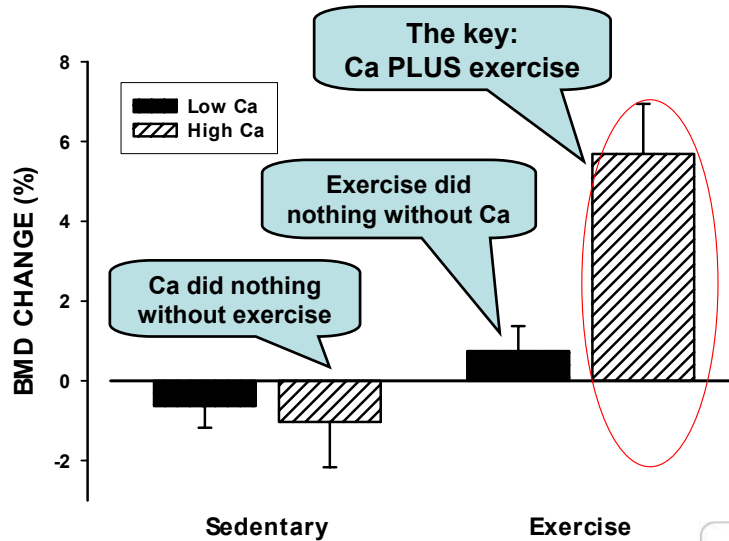 The key:
Ca PLUS exercise
8
Low Ca
High Ca
6
Exercise did
nothing without Ca
4
Ca did nothing
without exercise
2
0
-2
BMD CHANGE (%)
Sedentary
Exercise